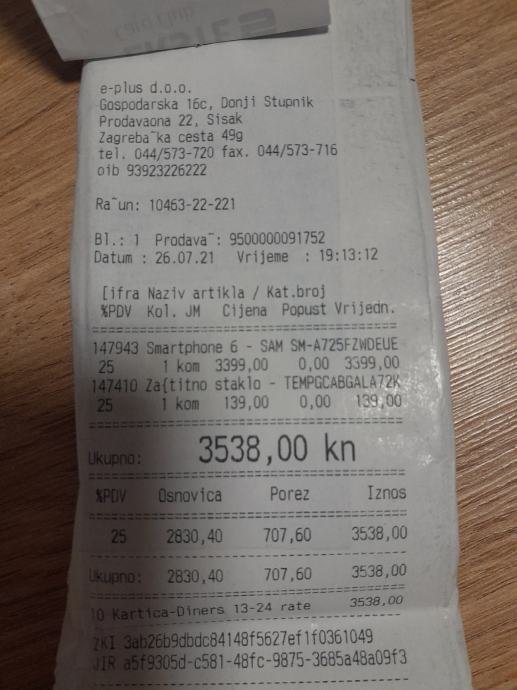 e-plus d.o.o.
Gospodarska 16c, Donji Stupnik
Prodavaona 22, Sisak
Zagreba~ka cesta 49g
tel. 044/573-720 fax. 044/573-716
oib 93923226222
Ra~un: 10463-22-221
Bl.: 1 Prodava~: 9500000091752
Datum : 26.07.21 Vrijeme : 19:13:12
[ifra Naziv artikla / Kat.broj
%PDV Kol. JM Cijena Popust Vrijedn.
147943 Smartphone 6 - SAM SM-A725FZWDEUE
25 1 kom 3399,00 0,00 3399,00
147410 Za{titno staklo - TEMPGCABGALA72K
25 1 kom 139,00 0,00 139,00
Ukupno: 3538,00 kn
%PDV Osnovica Porez Iznos
25 2830,40 707,60 3538,00
Ukupno: 2830,40 707,60 3538,00
10 Kartica-Diners 13-24 rate 3538,00
ZKI 3ab26b9dbdc84148f5627ef1f0361049
JIR a5f9305d-c581-48fc-9875-3685a48a09f3